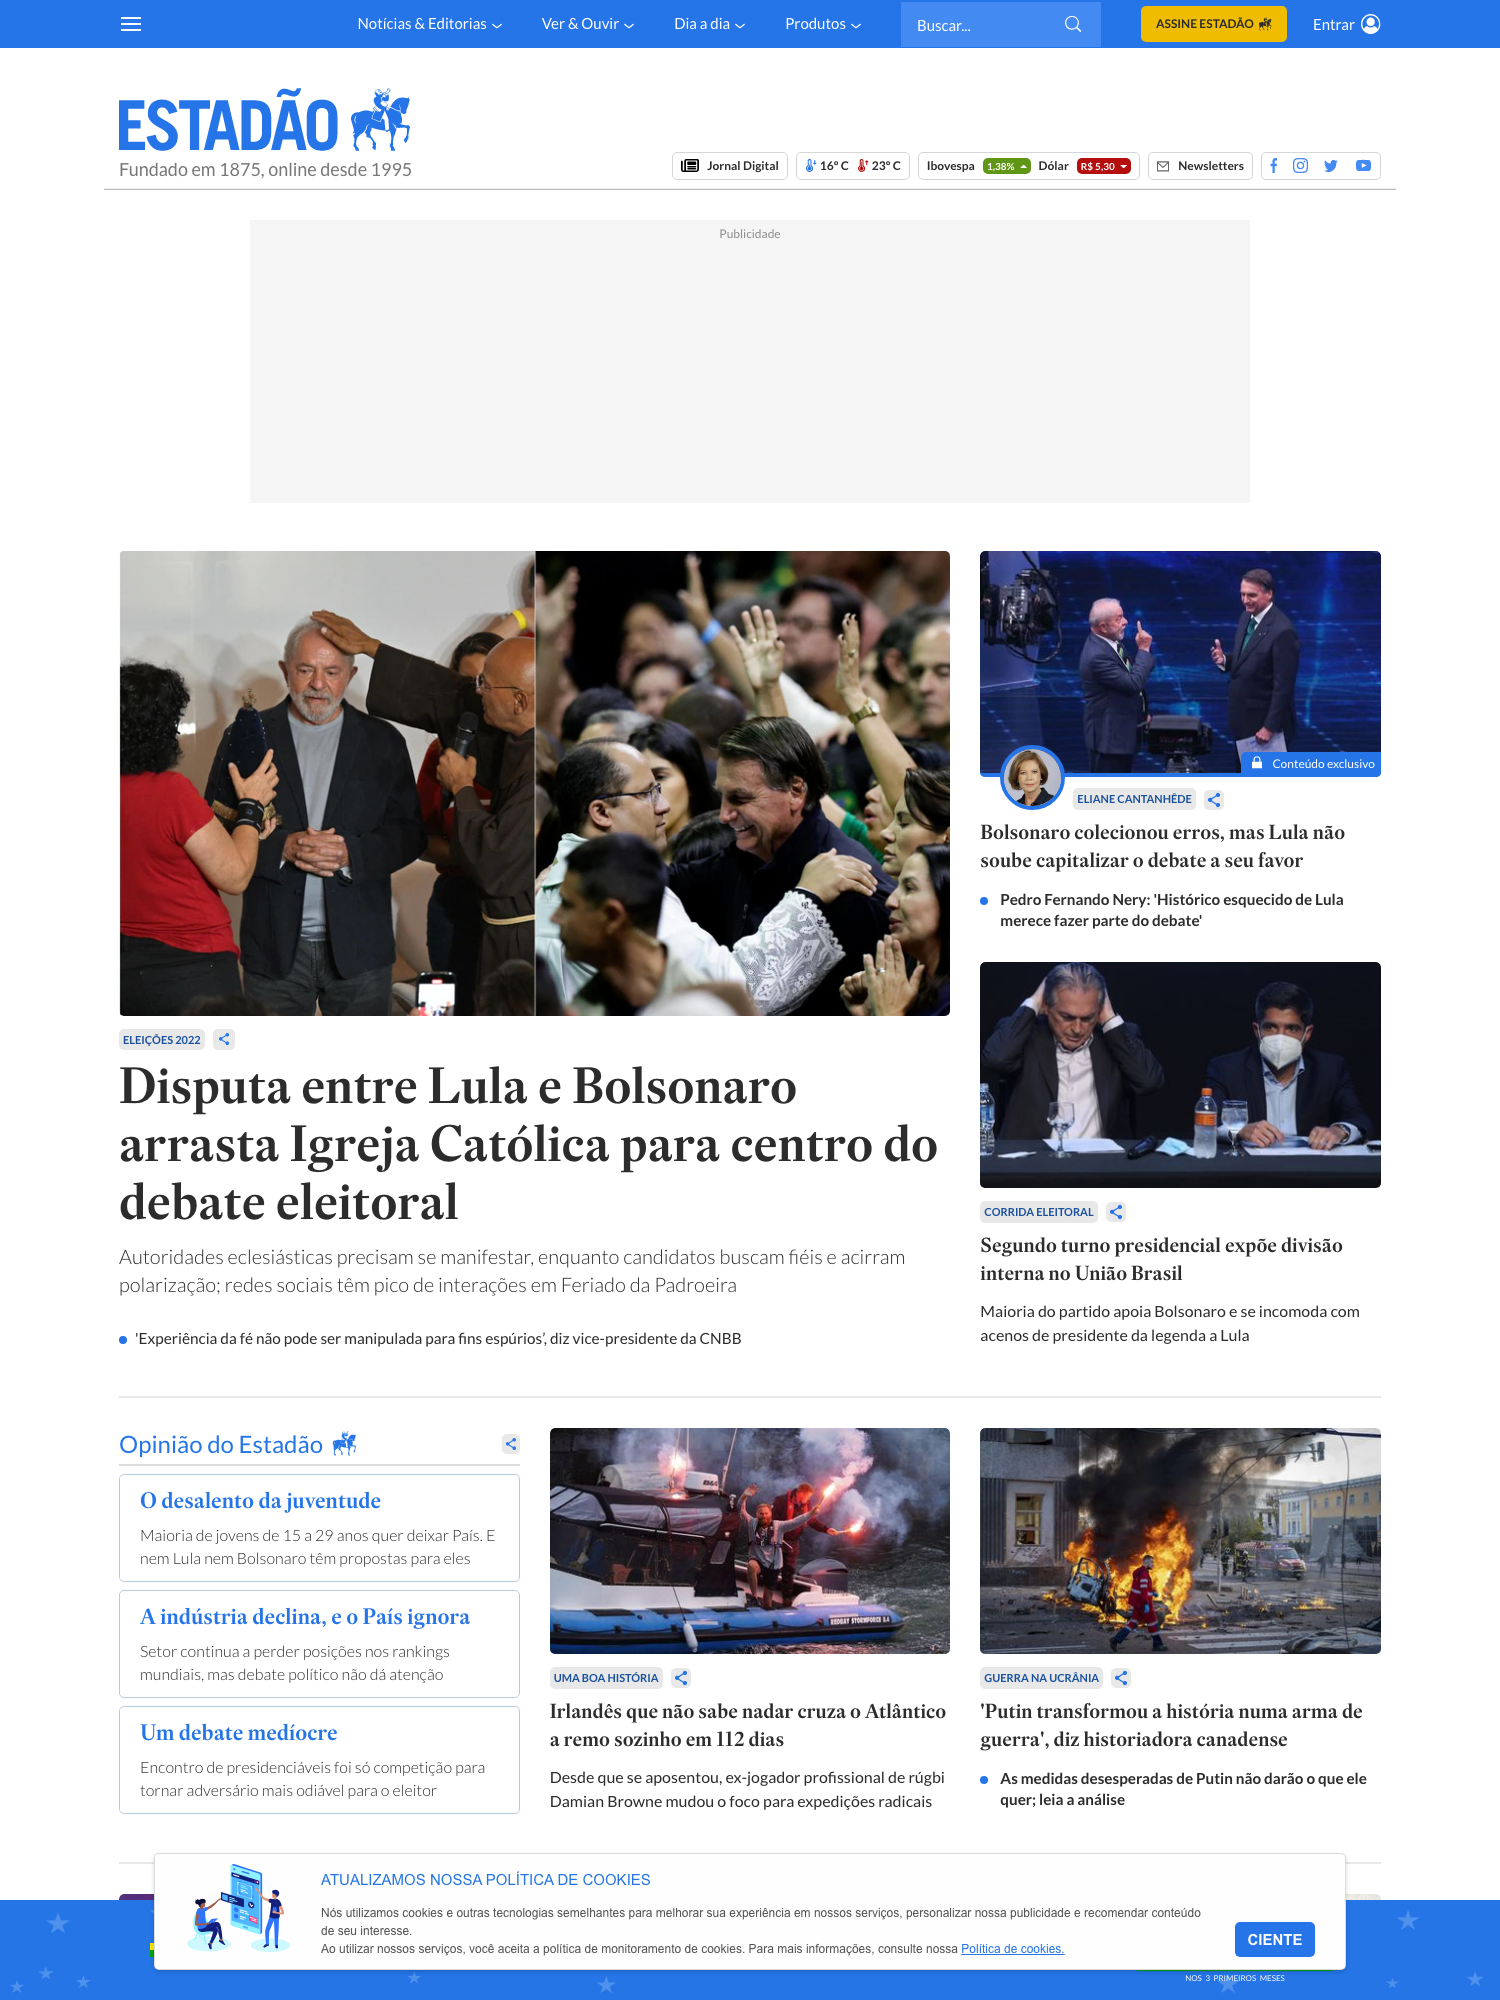 Notícias & Editorias
Ver & Ouvir
Dia a dia
Produtos
Buscar...
ASSINE ESTADÃO
Entrar
ESTADÃO
Fundado em 1875, online desde 1995
Jornal Digital
16º C 23º C
Ibovespa 1,38% Dólar R$ 5,30
Newsletters
Publicidade
ELEIÇÕES 2022
Disputa entre Lula e Bolsonaro
arrasta Igreja Católica para centro do
debate eleitoral
Autoridades eclesiásticas precisam se manifestar, enquanto candidatos buscam fiéis e acirram
polarização; redes sociais têm pico de interações em Feriado da Padroeira
'Experiência da fé não pode ser manipulada para fins espúrios’, diz vice-presidente da CNBB
Conteúdo exclusivo
ELIANE CANTANHÊDE
Bolsonaro colecionou erros, mas Lula não
soube capitalizar o debate a seu favor
Pedro Fernando Nery: 'Histórico esquecido de Lula
merece fazer parte do debate'
CORRIDA ELEITORAL
Segundo turno presidencial expõe divisão
interna no União Brasil
Maioria do partido apoia Bolsonaro e se incomoda com
acenos de presidente da legenda a Lula
Opinião do Estadão
O desalento da juventude
Maioria de jovens de 15 a 29 anos quer deixar País. E
nem Lula nem Bolsonaro têm propostas para eles
A indústria declina, e o País ignora
Setor continua a perder posições nos rankings
mundiais, mas debate político não dá atenção
Um debate medíocre
Encontro de presidenciáveis foi só competição para
tornar adversário mais odiável para o eleitor
REDBAY STORMFORCE 8.4
UMA BOA HISTÓRIA
Irlandês que não sabe nadar cruza o Atlântico
a remo sozinho em 112 dias
Desde que se aposentou, ex-jogador profissional de rúgbi
Damian Browne mudou o foco para expedições radicais
GUERRA NA UCRÂNIA
'Putin transformou a história numa arma de
guerra', diz historiadora canadense
As medidas desesperadas de Putin não darão o que ele
quer; leia a análise
ATUALIZAMOS NOSSA POLÍTICA DE COOKIES
Nós utilizamos cookies e outras tecnologias semelhantes para melhorar sua experiência em nossos serviços, personalizar nossa publicidade e recomendar conteúdo
de seu interesse.
Ao utilizar nossos serviços, você aceita a política de monitoramento de cookies. Para mais informações, consulte nossa Política de cookies.
CIENTE
NOS 3 PRIMEIROS MESES